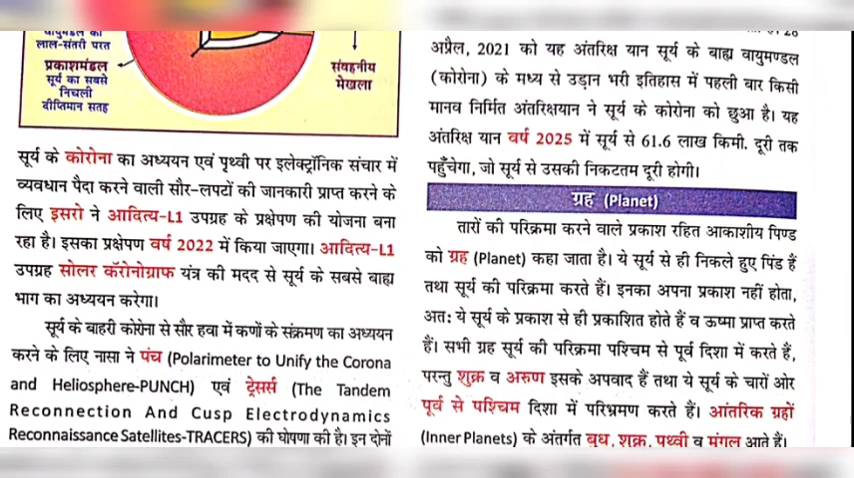 वायुमंडल की
लाल-संतरी परत
प्रकाशमंडल
सूर्य का सबसे
निचली
दीप्तिमान सतह
संवहनीय
मेखला
सूर्य के कोरोना का अध्ययन एवं पृथ्वी पर इलेक्ट्रॉनिक संचार में
व्यवधान पैदा करने वाली सौर-लपटों की जानकारी प्राप्त करने के
लिए इसरो ने आदित्य-L1 उपग्रह के प्रक्षेपण की योजना बना
रहा है। इसका प्रक्षेपण वर्ष 2022 में किया जाएगा। आदित्य-L1
उपग्रह सोलर कॅरोनोग्राफ यंत्र की मदद से सूर्य के सबसे बाह्य
भाग का अध्ययन करेगा।
सूर्य के बाहरी कोरोना से सौर हवा में कणों के संक्रमण का अध्ययन
करने के लिए नासा ने पंच (Polarimeter to Unify the Corona
and Heliosphere-PUNCH) एवं ट्रेसर्स (The Tandem
Reconnection And Cusp Electrodynamics
Reconnaissance Satellites-TRACERS) की घोषणा की है। इन दोनों
28
अप्रैल, 2021 को यह अंतरिक्ष यान सूर्य के बाह्य वायुमण्डल
(कोरोना) के मध्य से उड़ान भरी इतिहास में पहली बार किसी
मानव निर्मित अंतरिक्षयान ने सूर्य के कोरोना को छुआ है। यह
अंतरिक्ष यान वर्ष 2025 में सूर्य से 61.6 लाख किमी. दूरी तक
पहुँचेगा, जो सूर्य से उसकी निकटतम दूरी होगी।
ग्रह (Planet)
तारों की परिक्रमा करने वाले प्रकाश रहित आकाशीय पिण्ड
को ग्रह (Planet) कहा जाता है। ये सूर्य से ही निकले हुए पिंड हैं
तथा सूर्य की परिक्रमा करते हैं। इनका अपना प्रकाश नहीं होता,
अत: ये सूर्य के प्रकाश से ही प्रकाशित होते हैं व ऊष्मा प्राप्त करते
हैं। सभी ग्रह सूर्य की परिक्रमा पश्चिम से पूर्व दिशा में करते हैं,
परन्तु शुक्र व अरुण इसके अपवाद हैं तथा ये सूर्य के चारों ओर
पूर्व से पश्चिम दिशा में परिभ्रमण करते हैं। आंतरिक ग्रहों
(Inner Planets) के अंतर्गत बुध, शुक्र, पृथ्वी व मंगल आते हैं।